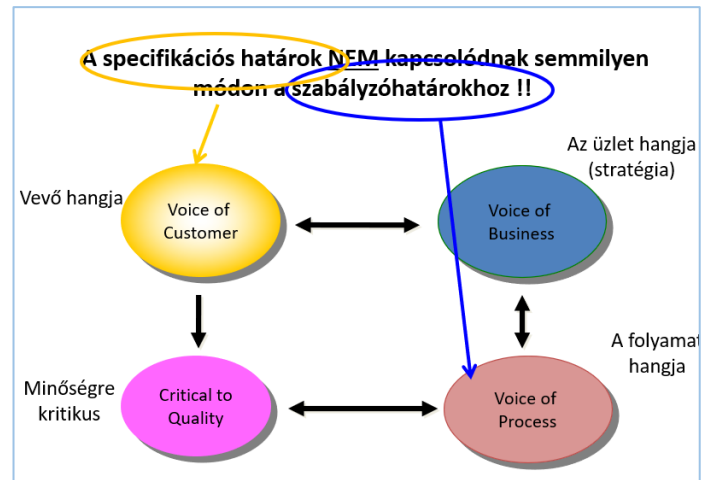 A specifikációs határok NEM kapcsolódnak semmilyen
módon a szabályzóhatárokhoz !!
Az üzlet hangja
(stratégia)
Vevő hangja
Voice of
Customer
Voice of
Business
A folyamat
hangja
Minőségre
kritikus
Critical to
Quality
Voice of
Process